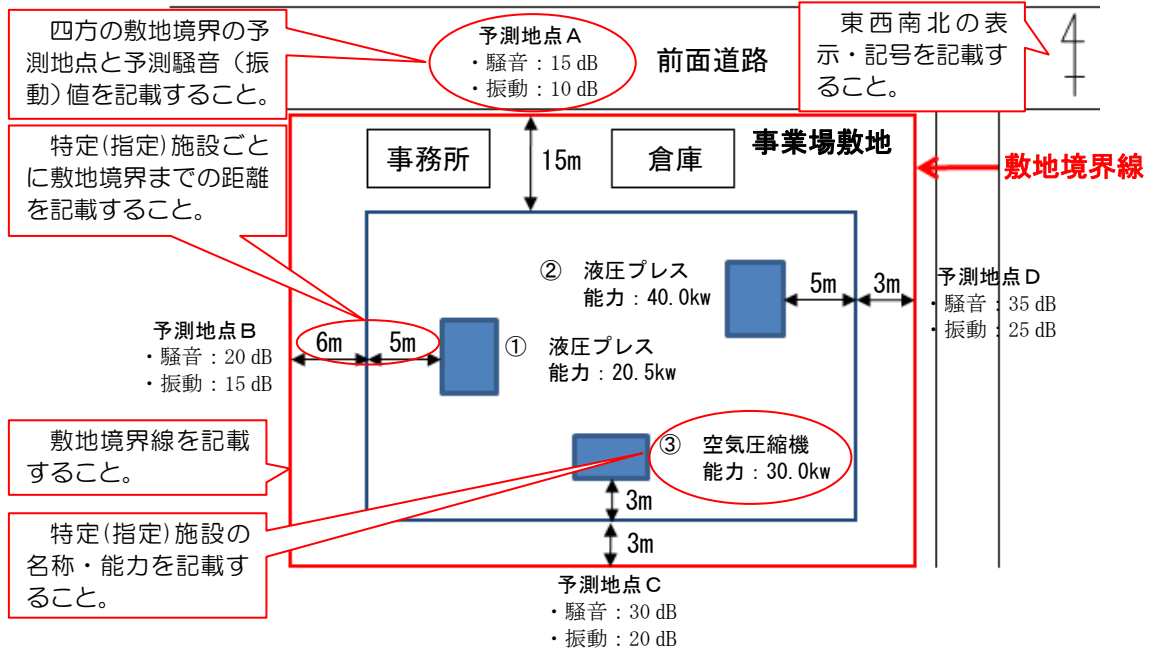 四方の敷地境界の予
測地点と予測騒音（振
動）値を記載すること。
予測地点A
・騒音：15 dB
・振動：10 dB
前面道路
東西南北の表
示・記号を記載す
ること。
特定(指定)施設ごと
に敷地境界までの距離
を記載すること。
事務所
15m
倉庫
事業場敷地
敷地境界線
② 液圧プレス
能力：40.0kw
5m
3m
予測地点D
・騒音：35 dB
・振動：25 dB
予測地点B
・騒音：20 dB
・振動：15 dB
6m
5m
① 液圧プレス
能力：20.5kw
敷地境界線を記載
すること。
③ 空気圧縮機
能力：30.0kw
3m
3m
特定(指定)施設の
名称・能力を記載す
ること。
予測地点C
・騒音：30 dB
・振動：20 dB